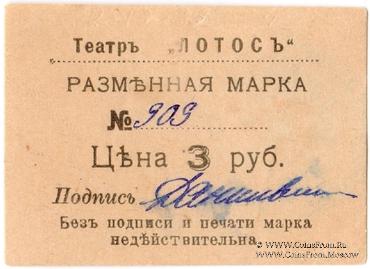 Театръ „ЛОТОСЪ“
РАЗМѢННАЯ МАРКА
№ 909
Цѣна 3 руб.
Подпись
Безъ подписи и печати марка
недѣйствительна.
www.CoinsFrom.Ru
www.CoinsFrom.Moscow